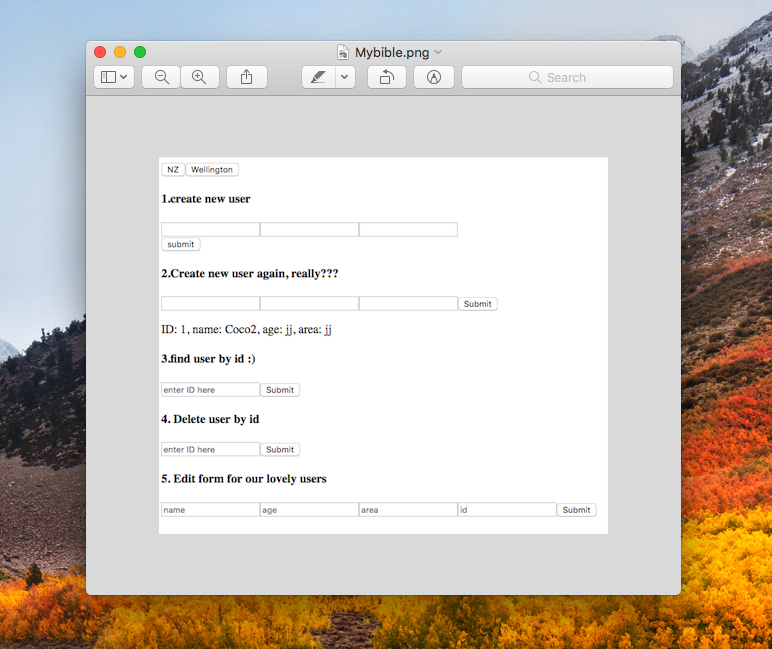 Mybible.png
Search
NZ Wellington
1.create new user
submit
2.Create new user again, really???
Submit
ID: 1, name: Coco2, age: jj, area: jj
3.find user by id :)
enter ID here Submit
4. Delete user by id
enter ID here Submit
5. Edit form for our lovely users
name age area id Submit